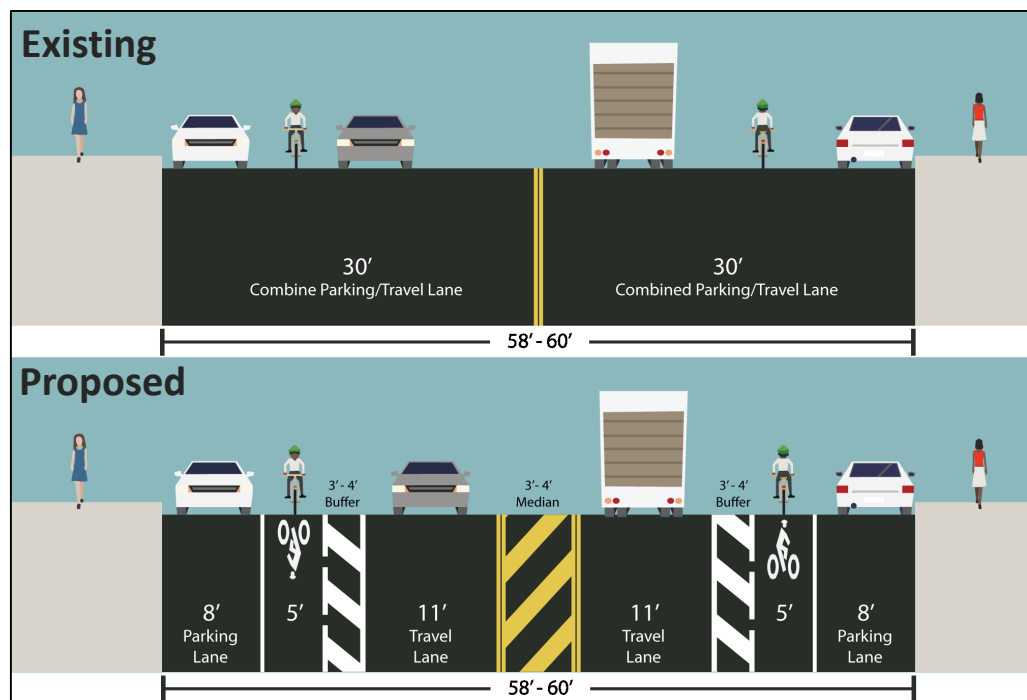 Existing
30’
Combine Parking/Travel Lane
30’
Combined Parking/Travel Lane
58’ - 60’
Proposed
3’ - 4’
Buffer
3’ - 4’
Median
3’ - 4’
Buffer
8’
Parking
Lane
5’
11’
Travel
Lane
11’
Travel
Lane
5’
8’
Parking
Lane
58’ - 60’